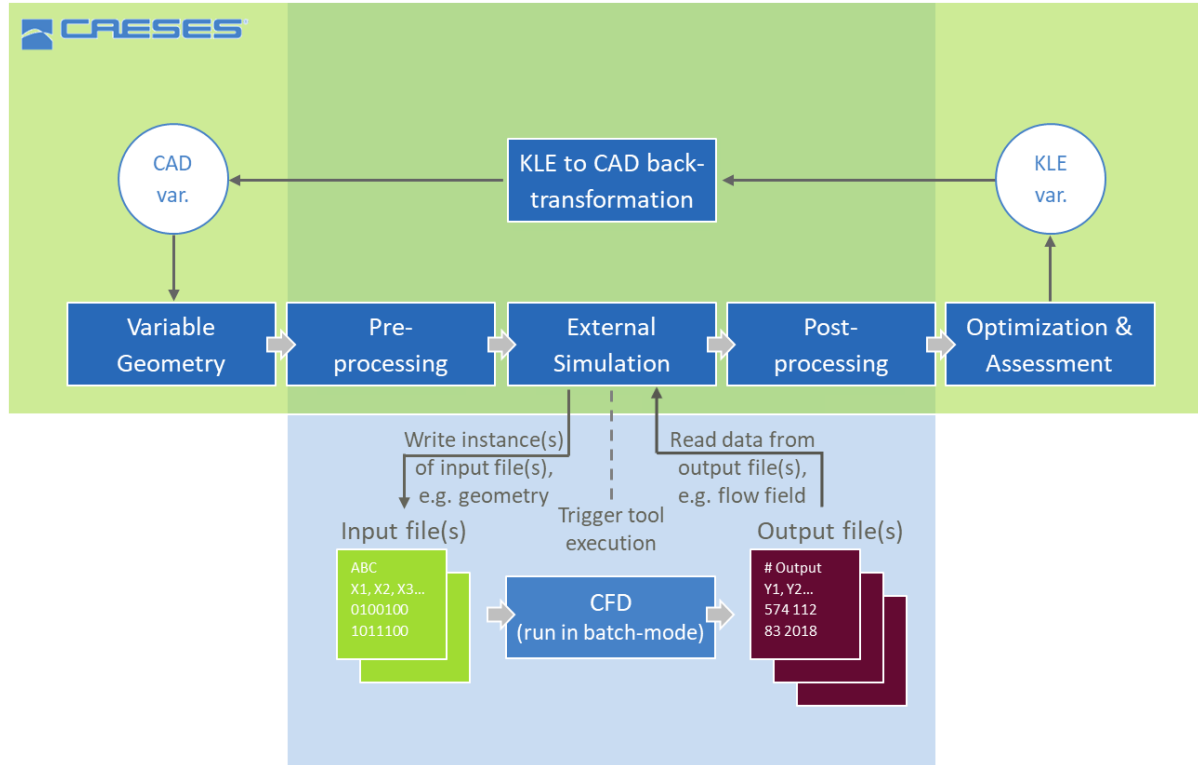 CAESES
CAD
var.
KLE to CAD back-
transformation
KLE
var.
Variable
Geometry
Pre-
processing
External
Simulation
Post-
processing
Optimization &
Assessment
Write instance(s)
of input file(s),
e.g. geometry
Trigger tool
execution
Read data from
output file(s),
e.g. flow field
Input file(s)
ABC
X1, X2, X3...
0100100
1011100
CFD
(run in batch-mode)
Output file(s)
# Output
Y1, Y2...
574 112
83 2018